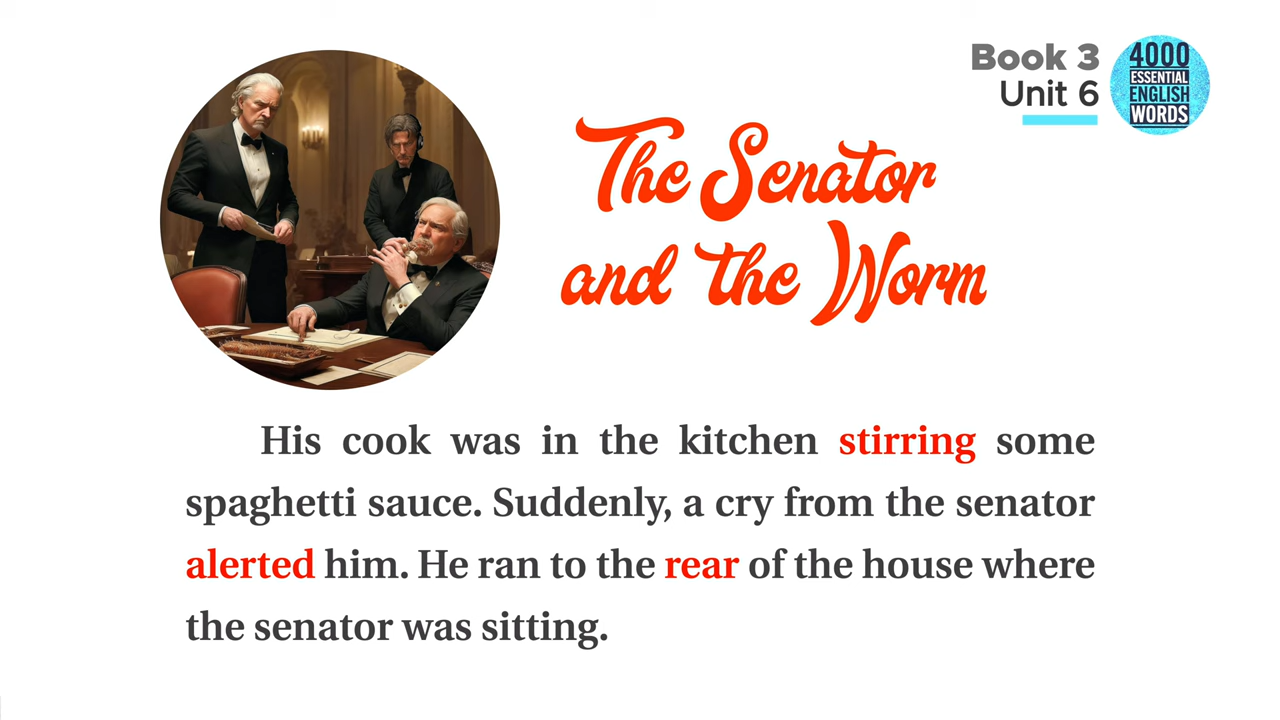 Book 3
Unit 6
4000
ESSENTIAL
ENGLISH
WORDS
The Senator
and the Worm
His cook was in the kitchen stirring some
spaghetti sauce. Suddenly, a cry from the senator
alerted him. He ran to the rear of the house where
the senator was sitting.